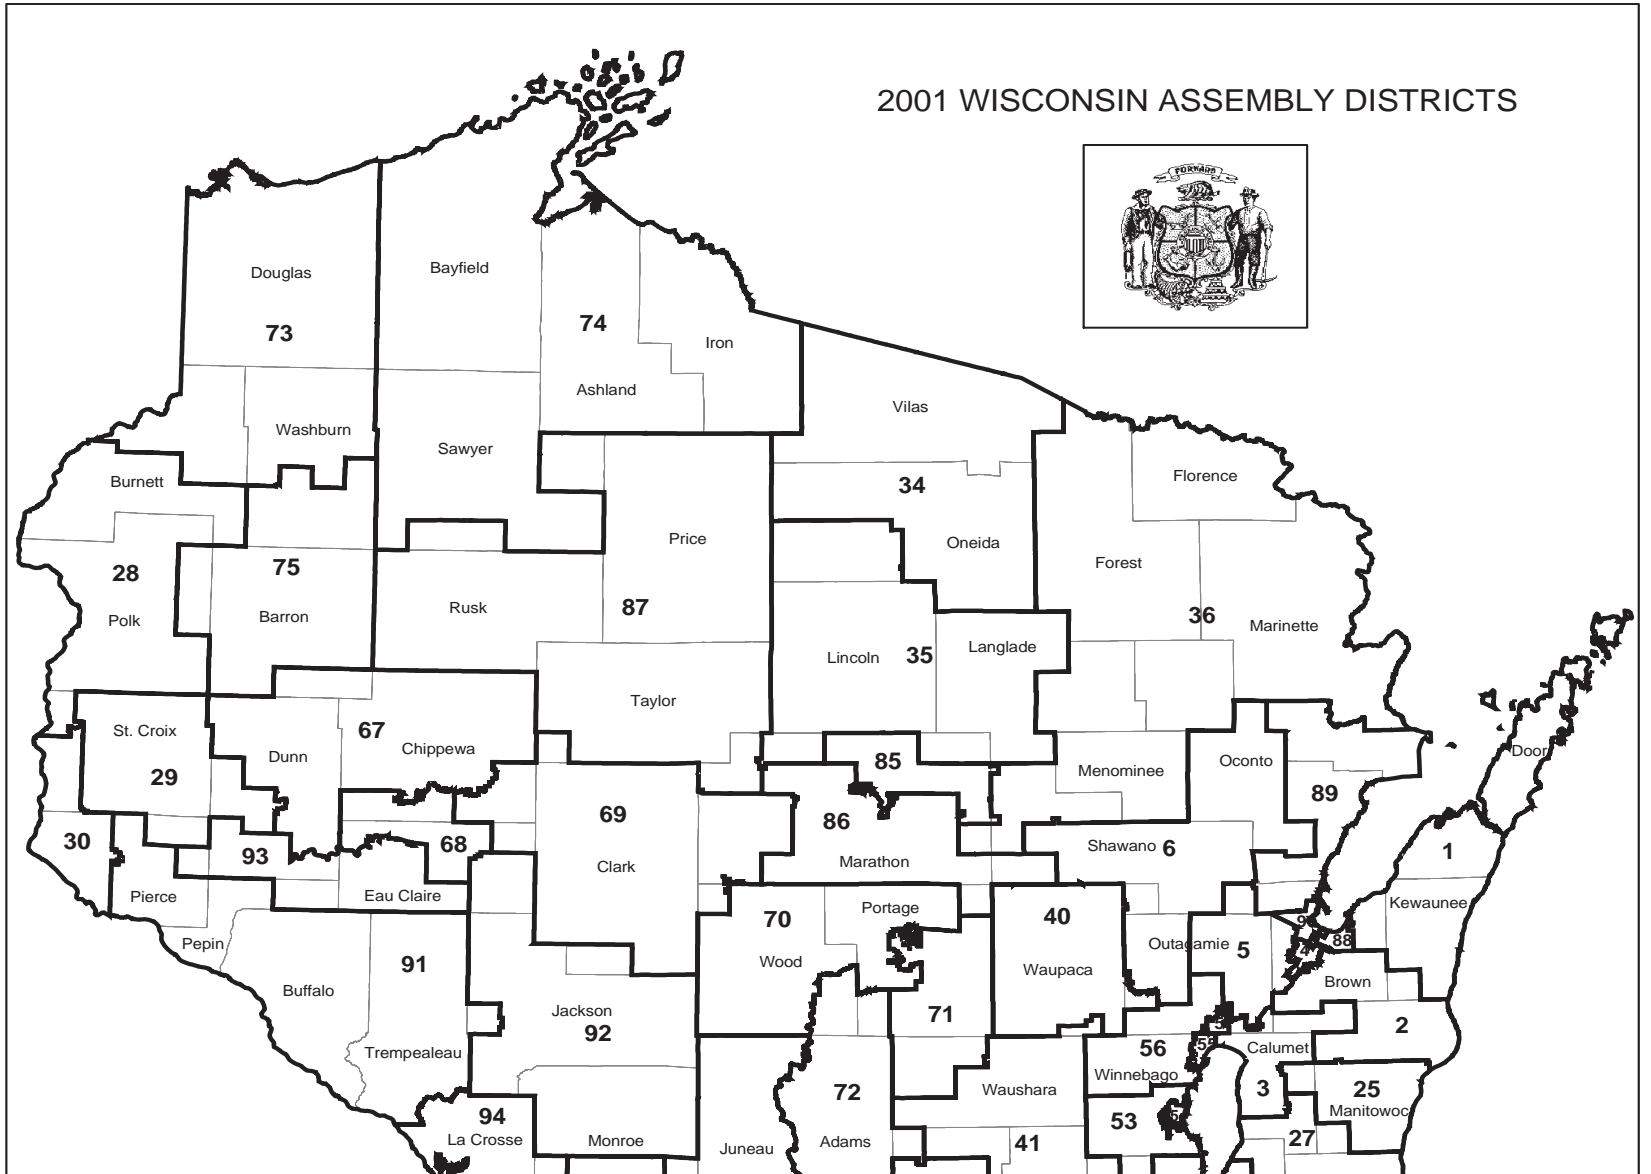 2001 WISCONSIN ASSEMBLY DISTRICTS
FORWARD
Douglas
Bayfield
73
74
Iron
Ashland
Vilas
Washburn
Sawyer
Florence
Burnett
34
Price
Oneida
Forest
28
75
Rusk
87
36
Polk
Barron
Marinette
Lincoln
35
Langlade
Taylor
St. Croix
67
Chippewa
Door
Dunn
85
Menominee
Oconto
29
89
69
86
30
93
68
Shawano
6
1
Clark
Marathon
Pierce
Eau Claire
Portage
Kewaunee
70
40
Pepin
Outagamie
5
88
4
91
Wood
Waupaca
Buffalo
Brown
Jackson
71
2
92
Trempealeau
56
Calumet
Winnebago
72
Waushara
3
25
94
53
Manitowoc
La Crosse
Monroe
Juneau
Adams
41
27